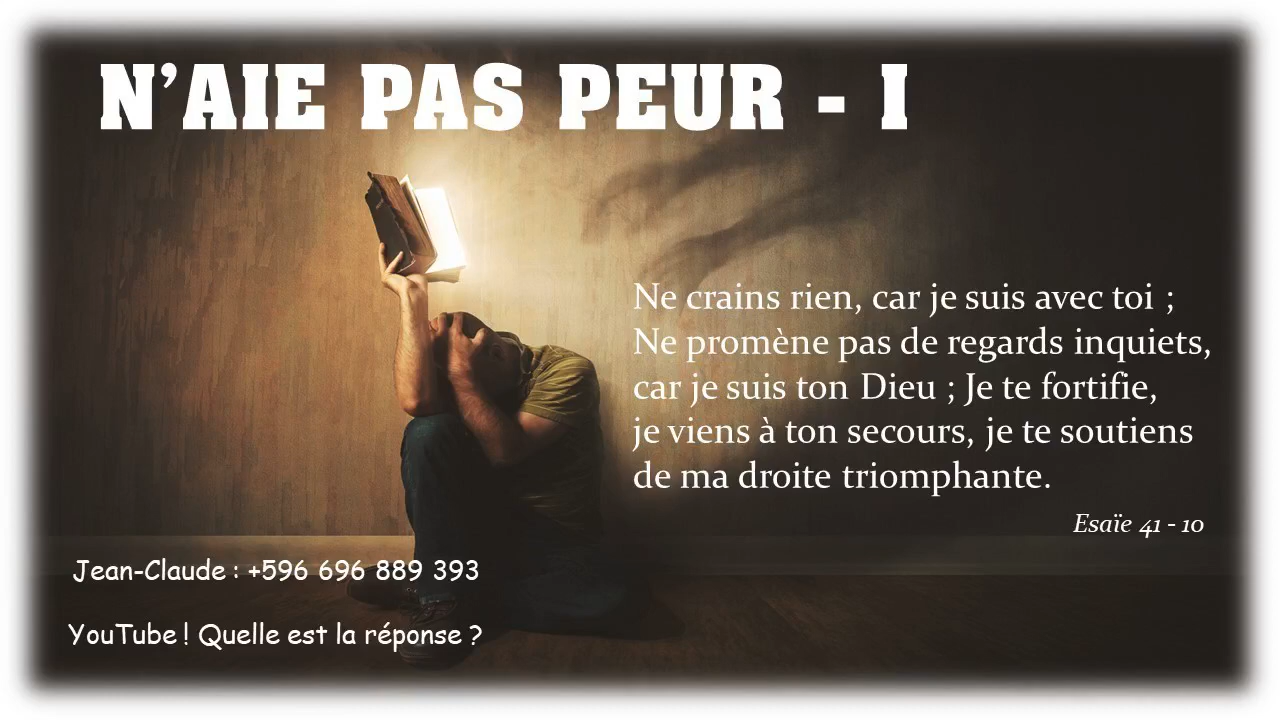 N’AIE PAS PEUR - I
Ne crains rien, car je suis avec toi ;
Ne promène pas de regards inquiets,
car je suis ton Dieu ; Je te fortifie,
je viens à ton secours, je te soutiens
de ma droite triomphante.
Esaïe 41 - 10
Jean-Claude : +596 696 889 393
YouTube ! Quelle est la réponse ?